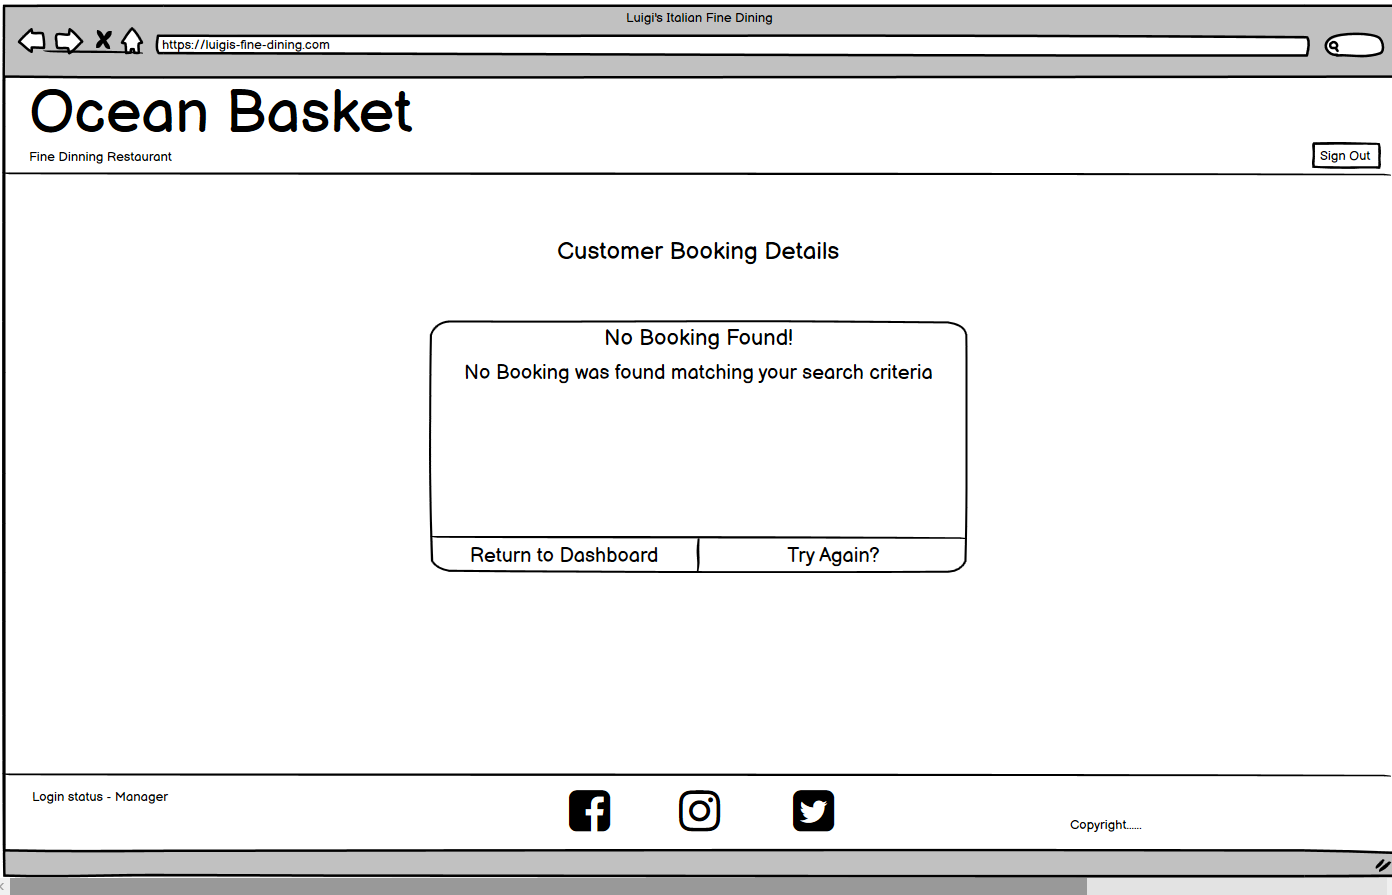 Luigi's Italian Fine Dining
https://luigis-fine-dining.com
Ocean Basket
Fine Dinning Restaurant
Sign Out
Customer Booking Details
No Booking Found!
No Booking was found matching your search criteria
Return to Dashboard
Try Again?
Login status - Manager
Copyright......